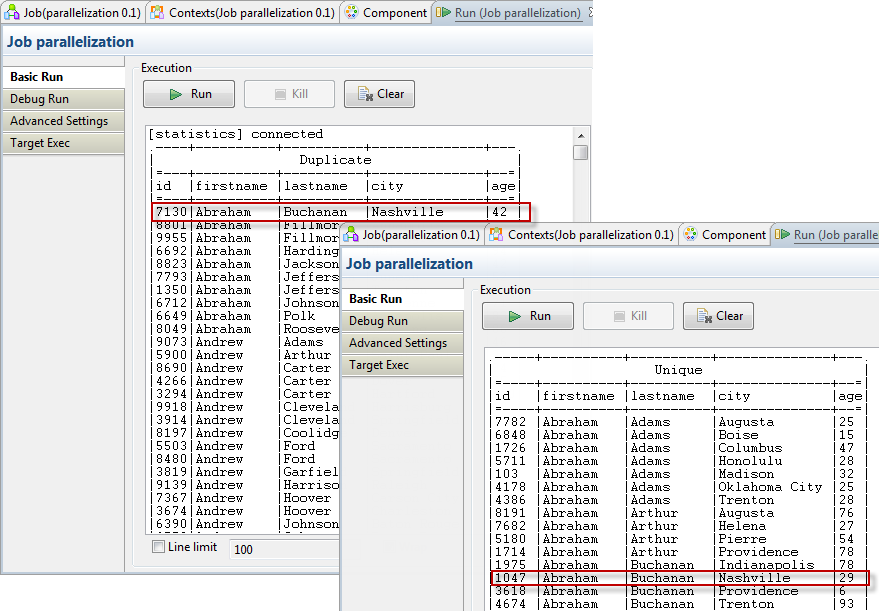 Job(parallelization 0.1) Contexts(Job parallelization 0.1) Component Run (Job parallelization)
Job parallelization
Basic Run
Debug Run
Advanced Settings
Target Exec
Execution
Run Kill Clear
[statistics] connected
Duplicate
id |firstname |lastname |city |age
7130|Abraham |Buchanan |Nashville |42
8801|Abraham |Fillmor
9955|Abraham |Fillmor
6692|Abraham |Harding
8823|Abraham |Jackson
7793|Abraham |Jeffers
1350|Abraham |Jeffers
6712|Abraham |Johnson
6649|Abraham |Polk
8049|Abraham |Rooseve
9073|Andrew |Adams
5900|Andrew |Arthur
8690|Andrew |Carter
4266|Andrew |Carter
3294|Andrew |Carter
9918|Andrew |Clevela
3914|Andrew |Clevela
8197|Andrew |Coolidg
5503|Andrew |Ford
8480|Andrew |Ford
3819|Andrew |Garfiel
9139|Andrew |Harriso
7367|Andrew |Hoover
3674|Andrew |Hoover
6390|Andrew |Johnson
Line limit 100
Job(parallelization 0.1) Contexts(Job parallelization 0.1) Component Run (Job paralle
Job parallelization
Basic Run
Debug Run
Advanced Settings
Target Exec
Execution
Run Kill Clear
Unique
id |firstname |lastname |city |age
7782|Abraham |Adams |Augusta |25
6848|Abraham |Adams |Boise |15
1726|Abraham |Adams |Columbus |47
5711|Abraham |Adams |Honolulu |28
103 |Abraham |Adams |Madison |32
4178|Abraham |Adams |Oklahoma City |25
4386|Abraham |Adams |Trenton |28
8191|Abraham |Arthur |Augusta |76
7682|Abraham |Arthur |Helena |27
5180|Abraham |Arthur |Pierre |54
1714|Abraham |Arthur |Providence |78
1975|Abraham |Buchanan |Indianapolis |78
1047|Abraham |Buchanan |Nashville |29
3618|Abraham |Buchanan |Providence |6
4674|Abraham |Buchanan |Trenton |93